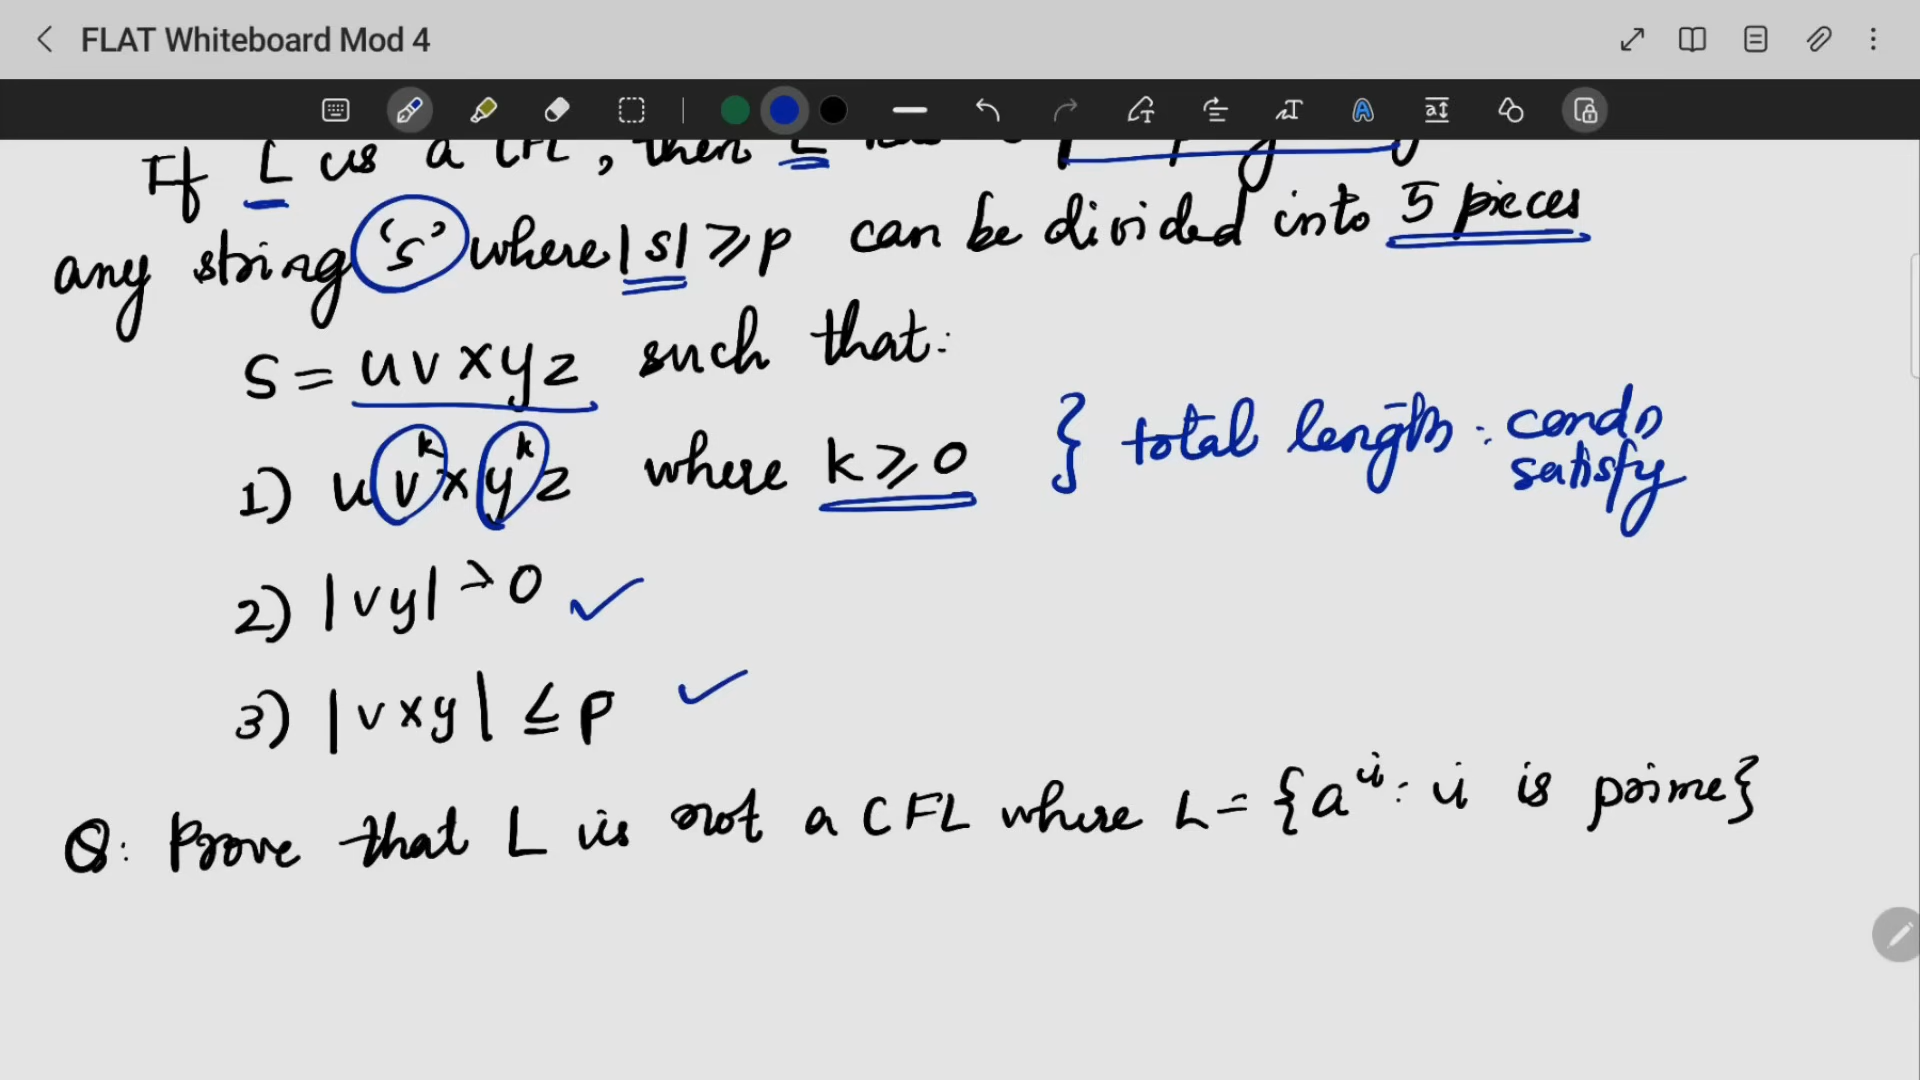 FLAT Whiteboard Mod 4
If L is a CFL, then L
any string 's' where |s| ⩾ p can be divided into 5 pieces
S = uvxyz such that:
1) uv^k xy^k z where k ⩾ 0 } total length : condn satisfy
2) |vy| > 0 ✓
3) |vxy| ≤ p ✓
Q: Prove that L is not a CFL where L = {a^i : i is prime}